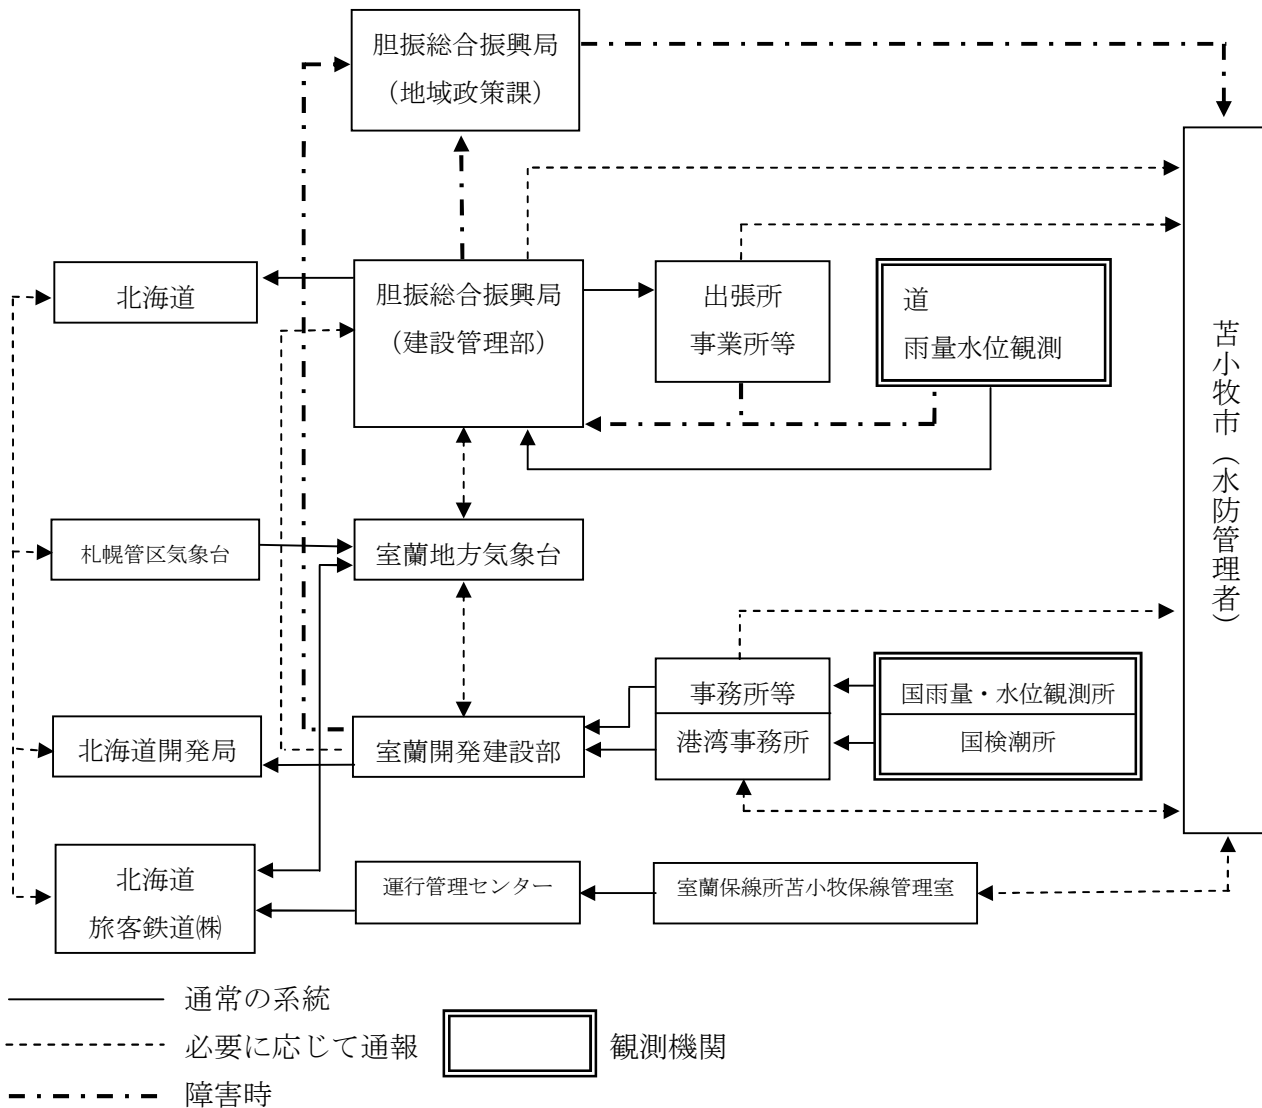 胆振総合振興局
（地域政策課）
北海道
胆振総合振興局
（建設管理部）
出張所
事業所等
道
雨量水位観測
苫小牧市（水防管理者）
札幌管区気象台
室蘭地方気象台
事務所等
国雨量・水位観測所
北海道開発局
室蘭開発建設部
港湾事務所
国検潮所
北海道
旅客鉄道㈱
運行管理センター
室蘭保線所苫小牧保線管理室
通常の系統
必要に応じて通報
観測機関
障害時